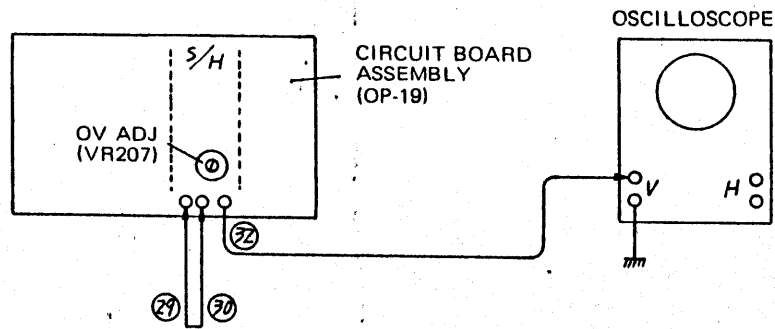 OSCILLOSCOPE
S/H
CIRCUIT BOARD
ASSEMBLY
(OP-19)
OV ADJ
(VR207)
V
H
32
29
30